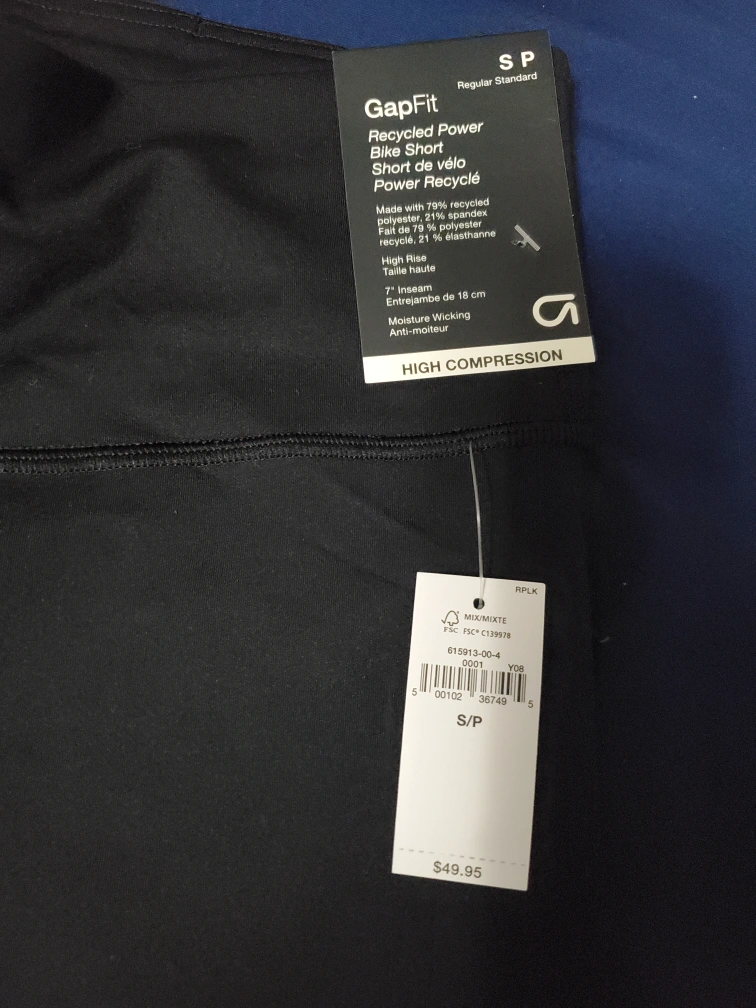 S P
Regular Standard
GapFit
Recycled Power
Bike Short
Short de vélo
Power Recyclé
Made with 79% recycled
polyester, 21% spandex
Fait de 79 % polyester
recyclé, 21 % élasthanne
High Rise
Taille haute
7" Inseam
Entrejambe de 18 cm
Moisture Wicking
Anti-moiteur
HIGH COMPRESSION
RPLK
MIX/MIXTE
FSC FSC® C139978
615913-00-4
0001 Y08
5 00102 36749 5
S/P
$49.95